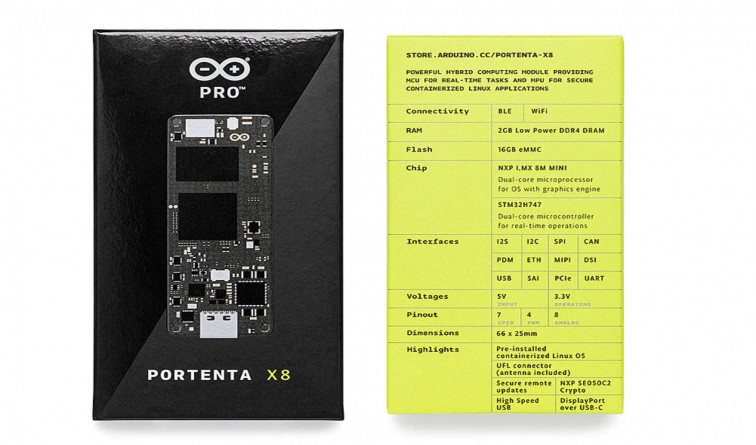 PRO™
PORTENTA X8
STORE.ARDUINO.CC/PORTENTA-X8
POWERFUL HYBRID COMPUTING MODULE PROVIDING
MCU FOR REAL-TIME TASKS AND MPU FOR SECURE
CONTAINERIZED LINUX APPLICATIONS
Connectivity BLE WiFi
RAM 2GB Low Power DDR4 DRAM
Flash 16GB eMMC
Chip NXP I.MX 8M MINI
Dual-core microprocessor
for OS with graphics engine
STM32H747
Dual-core microcontroller
for real-time operations
Interfaces I2S I2C SPI CAN
PDM ETH MIPI DSI
USB SAI PCIe UART
Voltages 5V 3.3V
INPUT OPERATING
Pinout 7 4 8
GPIO PWM ANALOG
Dimensions 66 x 25mm
Highlights Pre-installed
containerized Linux OS
UFL connector
(antenna included)
Secure remote NXP SE050C2
updates Crypto
High Speed DisplayPort
USB over USB-C